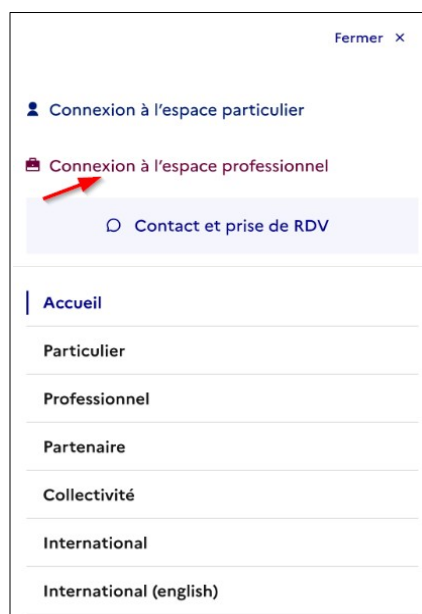 Fermer ×
Connexion à l'espace particulier
Connexion à l'espace professionnel
Contact et prise de RDV
Accueil
Particulier
Professionnel
Partenaire
Collectivité
International
International (english)